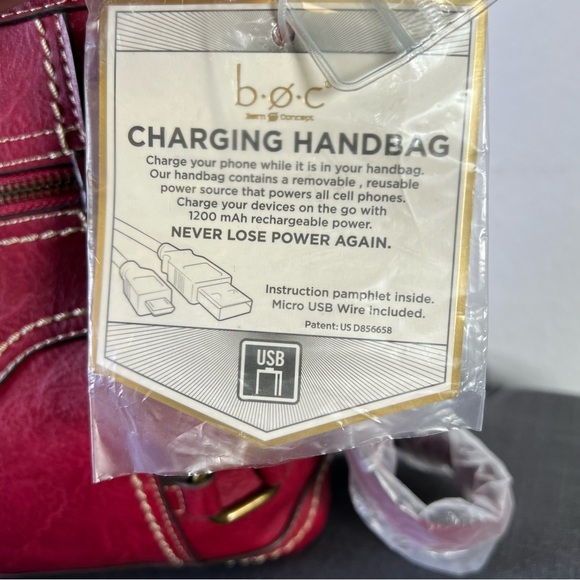 b·ø·c
Børn Concept
CHARGING HANDBAG
Charge your phone while it is in your handbag.
Our handbag contains a removable , reusable
power source that powers all cell phones.
Charge your devices on the go with
1200 mAh rechargeable power.
NEVER LOSE POWER AGAIN.
Instruction pamphlet inside.
Micro USB Wire Included.
Patent: US D856658
USB